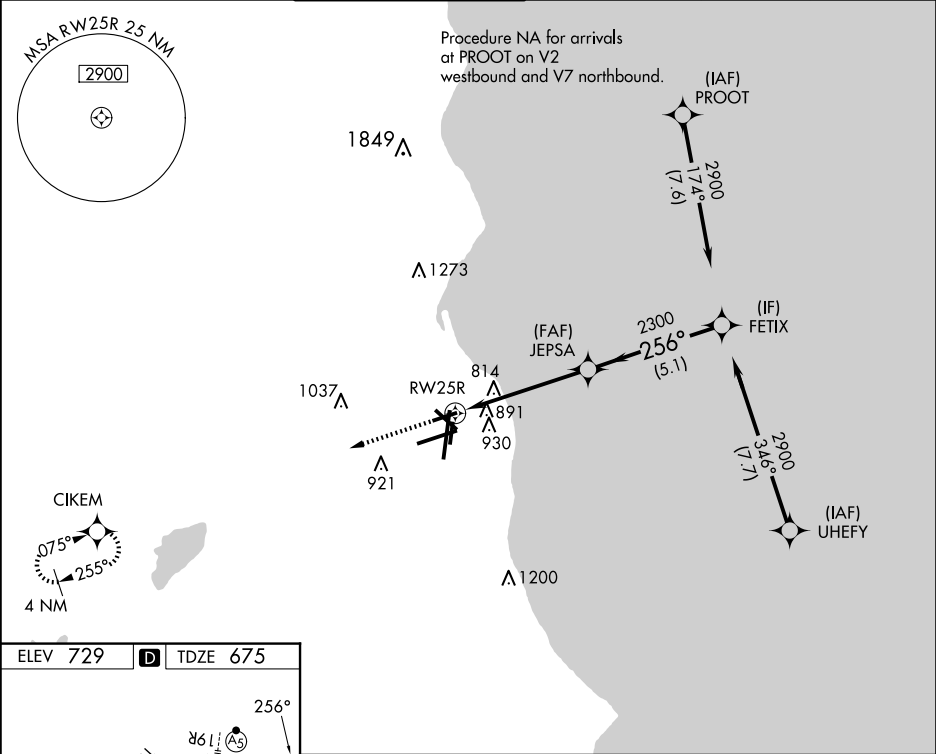 MSA RW25R 25 NM
2900
Procedure NA for arrivals
at PROOT on V2
westbound and V7 northbound.
(IAF)
PROOT
1849
2900
174°
(7.6)
1273
(IF)
FETIX
2300
256°
(5.1)
(FAF)
JEPSA
814
RW25R
1037
891
930
921
2900
346°
(7.7)
(IAF)
UHEFY
CIKEM
075°
255°
4 NM
1200
ELEV 729
D
TDZE 675
256°
19R
A5